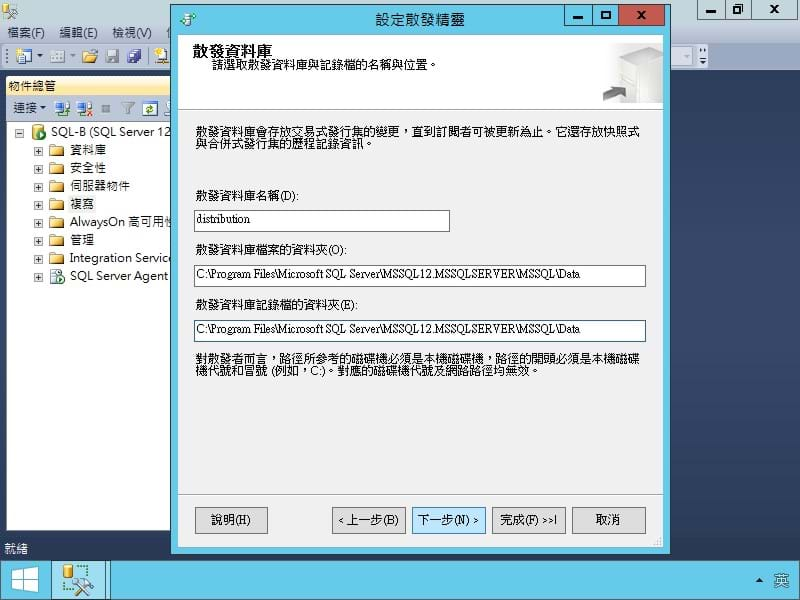 設定散發精靈
檔案(F) 編輯(E) 檢視(V)
物件總管
連接
SQL-B (SQL Server 12
資料庫
安全性
伺服器物件
複寫
AlwaysOn 高可用性
管理
Integration Service
SQL Server Agent
散發資料庫
請選取散發資料庫與記錄檔的名稱與位置。
散發資料庫會存放交易式發行集的變更，直到訂閱者可被更新為止。它還存放快照式
與合併式發行集的歷程記錄資訊。
散發資料庫名稱(D):
distribution
散發資料庫檔案的資料夾(O):
C:\Program Files\Microsoft SQL Server\MSSQL12.MSSQLSERVER\MSSQL\Data
散發資料庫記錄檔的資料夾(E):
C:\Program Files\Microsoft SQL Server\MSSQL12.MSSQLSERVER\MSSQL\Data
對散發者而言，路徑所參考的磁碟機必須是本機磁碟機，路徑的開頭必須是本機磁碟
機代號和冒號 (例如，C:)。對應的磁碟機代號及網路路徑均無效。
說明(H) < 上一步(B) 下一步(N) > 完成(F) >>| 取消
就緒
英